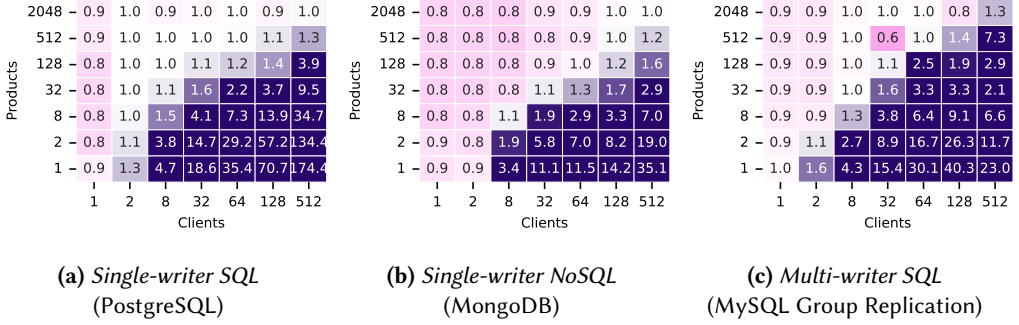 2048 0.9 1.0 0.9 1.0 1.0 1.0 1.0
512 0.9 1.0 1.0 1.0 1.0 1.1 1.3
128 0.8 1.0 1.0 1.1 1.2 1.4 3.9
32 0.8 1.0 1.1 1.6 2.2 3.7 9.5
8 0.8 1.0 1.5 4.1 7.3 13.9 34.7
2 0.8 1.1 3.8 14.7 29.2 57.2 134.4
1 0.9 1.3 4.7 18.6 35.4 70.7 174.4
1 2 8 32 64 128 512
Products
Clients
(a) Single-writer SQL
(PostgreSQL)
2048 0.8 0.8 0.8 0.9 0.9 1.0 1.0
512 0.8 0.8 0.8 0.9 0.9 1.0 1.2
128 0.8 0.8 0.8 0.9 1.0 1.2 1.6
32 0.8 0.8 0.8 1.1 1.3 1.7 2.9
8 0.8 0.8 1.1 1.9 2.9 3.3 7.0
2 0.9 0.8 1.9 5.8 7.0 8.2 19.0
1 0.9 0.9 3.4 11.1 11.5 14.2 35.1
1 2 8 32 64 128 512
Products
Clients
(b) Single-writer NoSQL
(MongoDB)
2048 0.9 0.9 1.0 1.0 1.0 0.8 1.3
512 0.9 0.9 1.0 0.6 1.0 1.4 7.3
128 0.9 0.9 1.0 1.1 2.5 1.9 2.9
32 0.9 0.9 1.0 1.6 3.3 3.3 2.1
8 0.9 0.9 1.3 3.8 6.4 9.1 6.6
2 0.9 1.1 2.7 8.9 16.7 26.3 11.7
1 1.0 1.6 4.3 15.4 30.1 40.3 23.0
1 2 8 32 64 128 512
Products
Clients
(c) Multi-writer SQL
(MySQL Group Replication)